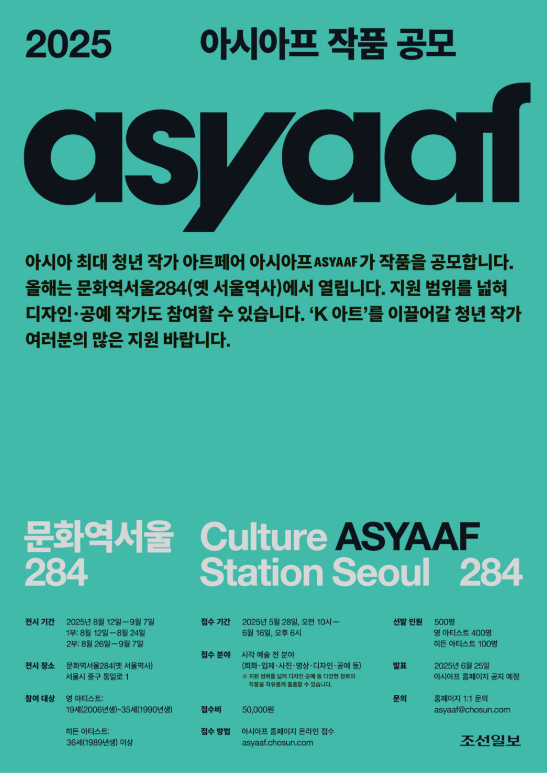 2025
아시아프 작품 공모
asyaaf
아시아 최대 청년 작가 아트페어 아시아프ASYAAF가 작품을 공모합니다.
올해는 문화역서울284(옛 서울역사)에서 열립니다. 지원 범위를 넓혀
디자인·공예 작가도 참여할 수 있습니다. ‘K 아트’를 이끌어갈 청년 작가
여러분의 많은 지원 바랍니다.
문화역서울
284
Culture ASYAAF
Station Seoul 284
전시 기간
2025년 8월 12일—9월 7일
1부: 8월 12일—8월 24일
2부: 8월 26일—9월 7일
전시 장소
문화역서울284(옛 서울역사)
서울시 중구 통일로 1
참여 대상
영 아티스트:
19세(2006년생)~35세(1990년생)
히든 아티스트:
36세(1989년생) 이상
접수 기간
2025년 5월 28일, 오전 10시—
6월 16일, 오후 6시
접수 분야
시각 예술 전 분야
(회화·입체·사진·영상·디자인·공예 등)
※ 지원 범위를 넓혀 디자인·공예 등 다양한 장르의
작품을 자유롭게 출품할 수 있습니다.
접수비
50,000원
접수 방법
아시아프 홈페이지 온라인 접수
asyaaf.chosun.com
선발 인원
500명
영 아티스트 400명
히든 아티스트 100명
발표
2025년 6월 25일
아시아프 홈페이지 공지 예정
문의
홈페이지 1:1 문의
asyaaf@chosun.com
조선일보